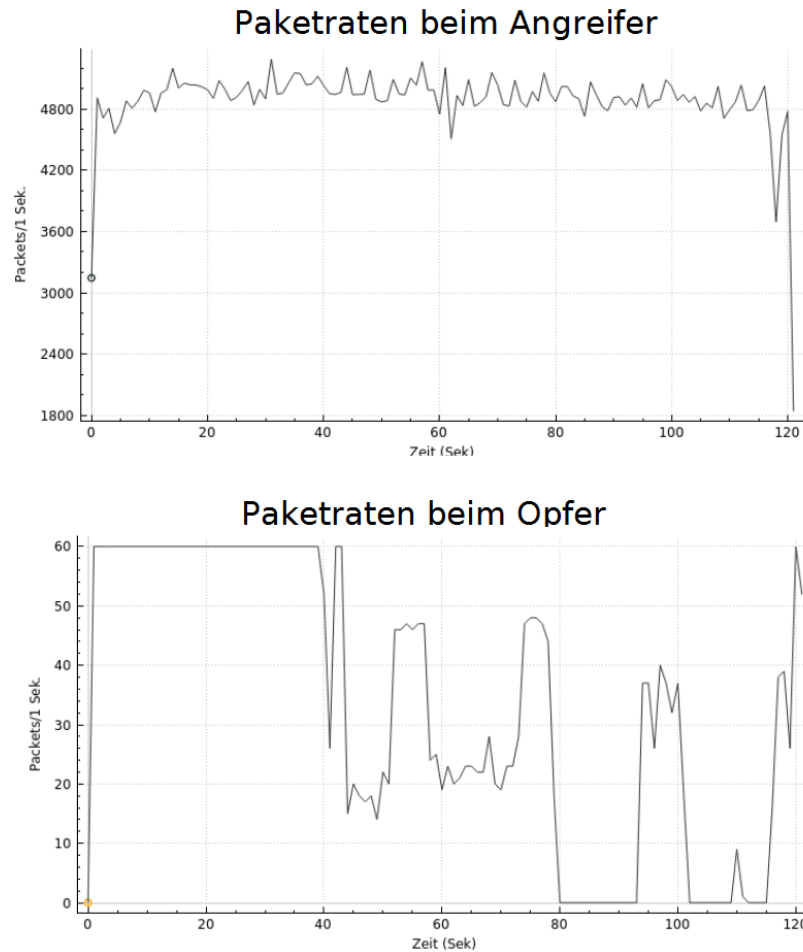 Paketraten beim Angreifer
Packets/1 Sek.
4800
4200
3600
3000
2400
1800
0 20 40 60 80 100 120
Zeit (Sek)
Paketraten beim Opfer
Packets/1 Sek.
60
50
40
30
20
10
0
0 20 40 60 80 100 120
Zeit (Sek)